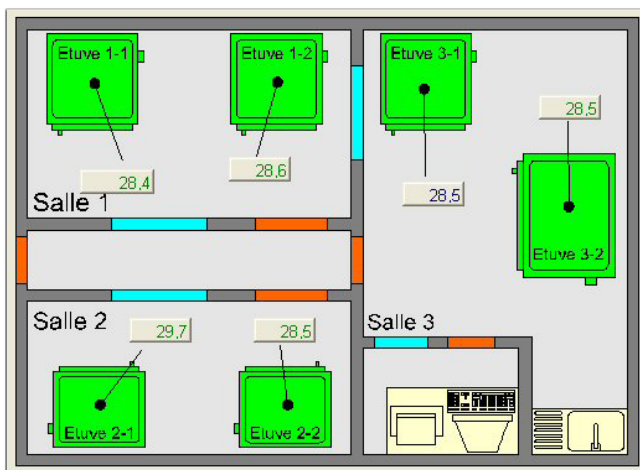 Etuve 1-1
Etuve 1-2
Etuve 3-1
28,5
28,4
28,6
28,5
Salle 1
Etuve 3-2
Salle 2
29,7
28,5
Salle 3
Etuve 2-1
Etuve 2-2